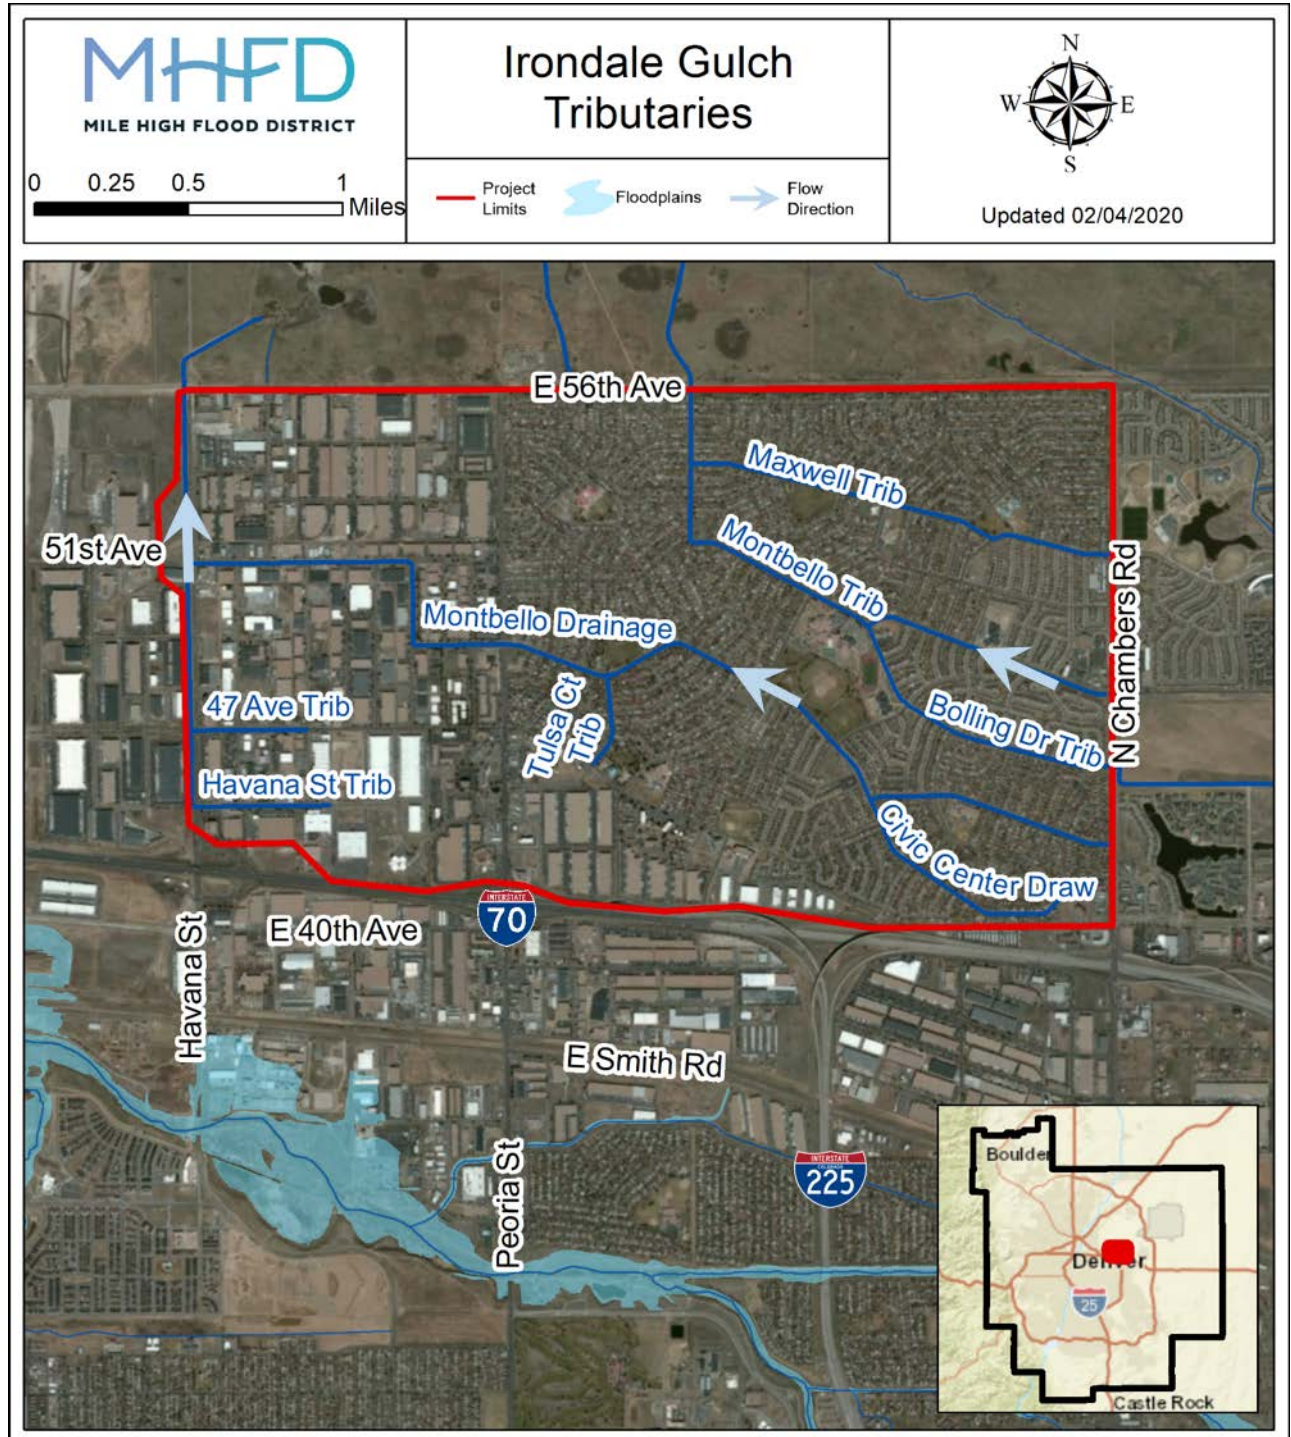 MHFD
MILE HIGH FLOOD DISTRICT
0 0.25 0.5 1
Miles
Irondale Gulch
Tributaries
Project
Limits
Floodplains
Flow
Direction
N
W E
S
Updated 02/04/2020
E 56th Ave
Maxwell Trib
51st Ave
Montbello Trib
N Chambers Rd
Montbello Drainage
47 Ave Trib
Tulsa Ct
Trib
Bolling Dr Trib
Havana St Trib
Civic Center Draw
INTERSTATE
70
E 40th Ave
Havana St
E Smith Rd
Peoria St
INTERSTATE
COLORADO
225
Boulder
Denver
25
Castle Rock